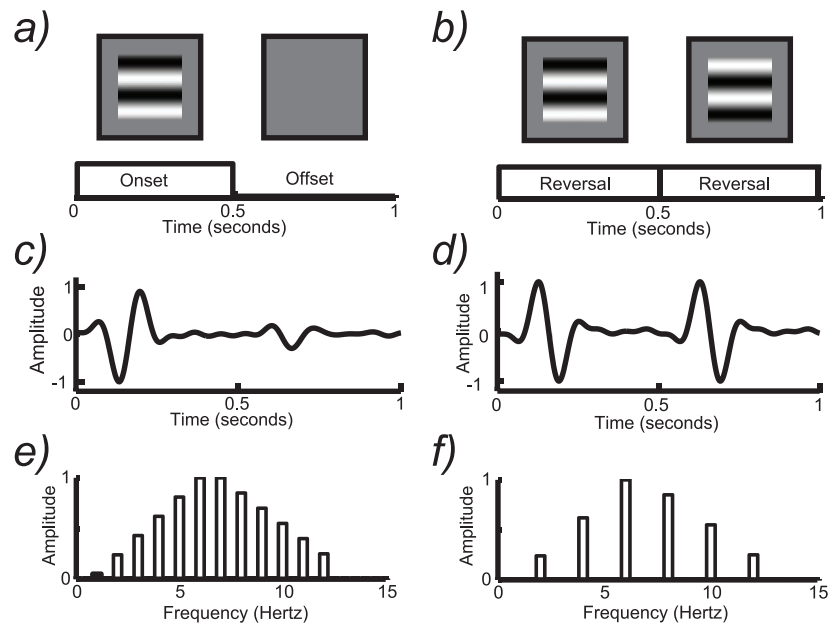 a)
b)
Onset
Offset
0
0.5
1
Time (seconds)
Reversal
Reversal
0
0.5
1
Time (seconds)
c)
d)
Amplitude
1
0
-1
0
0.5
1
Time (seconds)
Amplitude
1
0
-1
0
0.5
1
Time (seconds)
e)
f)
Amplitude
1
0
0
5
10
15
Frequency (Hertz)
Amplitude
1
0
0
5
10
15
Frequency (Hertz)